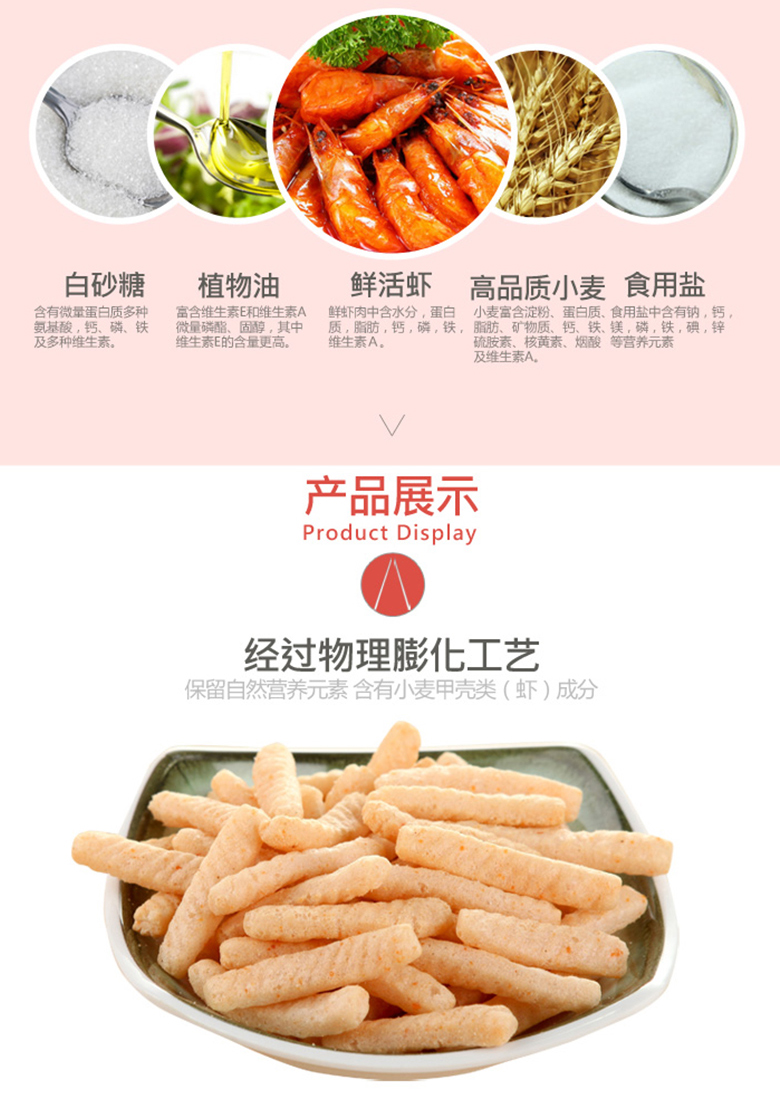 白砂糖
含有微量蛋白质多种
氨基酸，钙、磷、铁
及多种维生素。
植物油
富含维生素E和维生素A
微量磷酯、固醇，其中
维生素E的含量更高。
鲜活虾
鲜虾肉中含水分，蛋白
质，脂肪，钙，磷，铁，
维生素 A 。
高品质小麦
小麦富含淀粉、蛋白质、
脂肪、矿物质、钙、铁、
硫胺素、核黄素、烟酸
及维生素A。
食用盐
食用盐中含有钠，钙，
镁，磷，铁，碘，锌
等营养元素
产品展示
Product Display
经过物理膨化工艺
保留自然营养元素 含有小麦甲壳类（虾）成分